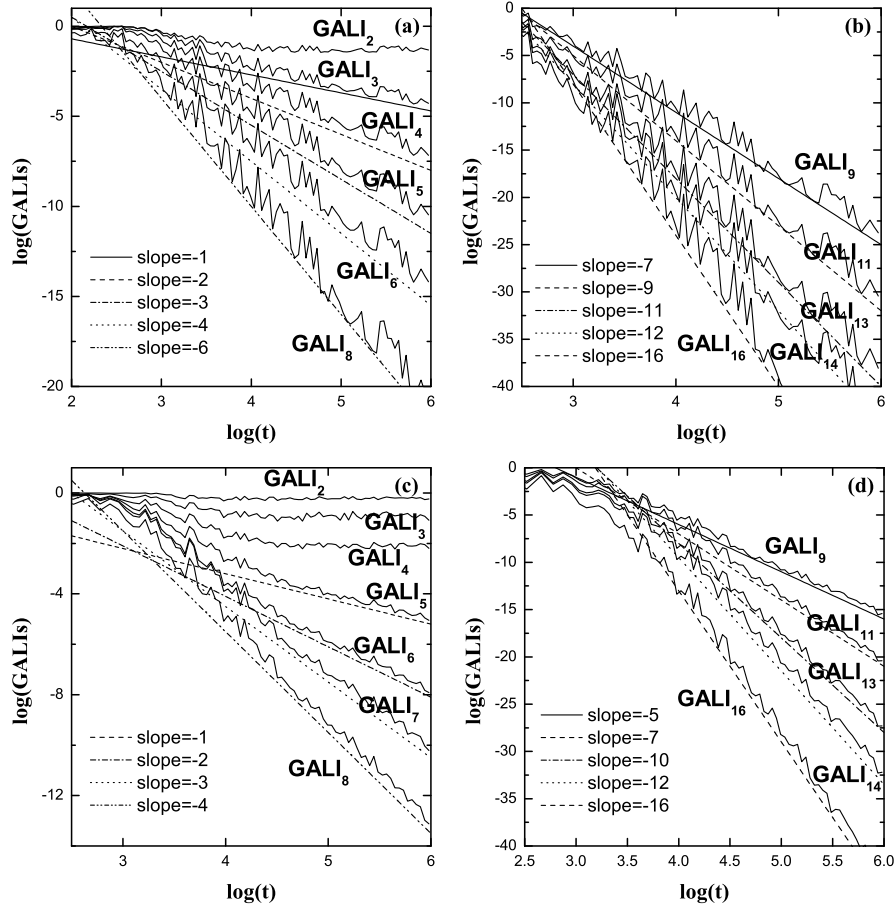 (a)
GALI2
GALI3
GALI4
GALI5
GALI6
GALI8
slope=-1
slope=-2
slope=-3
slope=-4
slope=-6
0
-5
-10
-15
-20
2
3
4
5
6
log(t)
log(GALIs)
(b)
GALI9
GALI11
GALI13
GALI14
GALI16
slope=-7
slope=-9
slope=-11
slope=-12
slope=-16
0
-5
-10
-15
-20
-25
-30
-35
-40
3
4
5
6
log(t)
log(GALIs)
(c)
GALI2
GALI3
GALI4
GALI5
GALI6
GALI7
GALI8
slope=-1
slope=-2
slope=-3
slope=-4
0
-4
-8
-12
3
4
5
6
log(t)
log(GALIs)
(d)
GALI9
GALI11
GALI13
GALI14
GALI16
slope=-5
slope=-7
slope=-10
slope=-12
slope=-16
0
-5
-10
-15
-20
-25
-30
-35
-40
2.5
3.0
3.5
4.0
4.5
5.0
5.5
6.0
log(t)
log(GALIs)